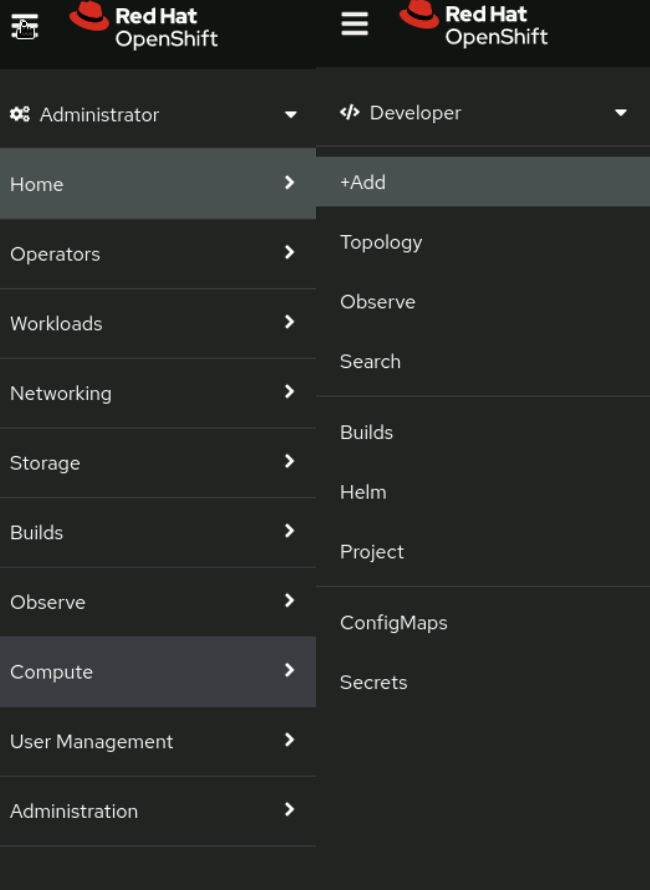 Red Hat
OpenShift
Administrator
Home
Operators
Workloads
Networking
Storage
Builds
Observe
Compute
User Management
Administration
Red Hat
OpenShift
Developer
+Add
Topology
Observe
Search
Builds
Helm
Project
ConfigMaps
Secrets